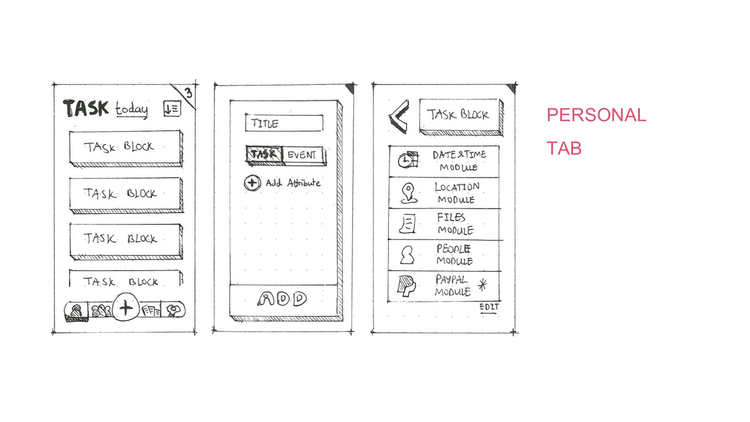 TASK today
3
TASK BLOCK
TASK BLOCK
TASK BLOCK
TASK BLOCK
TITLE
TASK EVENT
Add Attribute
ADD
TASK BLOCK
DATE&TIME
MODULE
LOCATION
MODULE
FILES
MODULE
PEOPLE
MODULE
PAYPAL
MODULE *
EDIT
PERSONAL
TAB